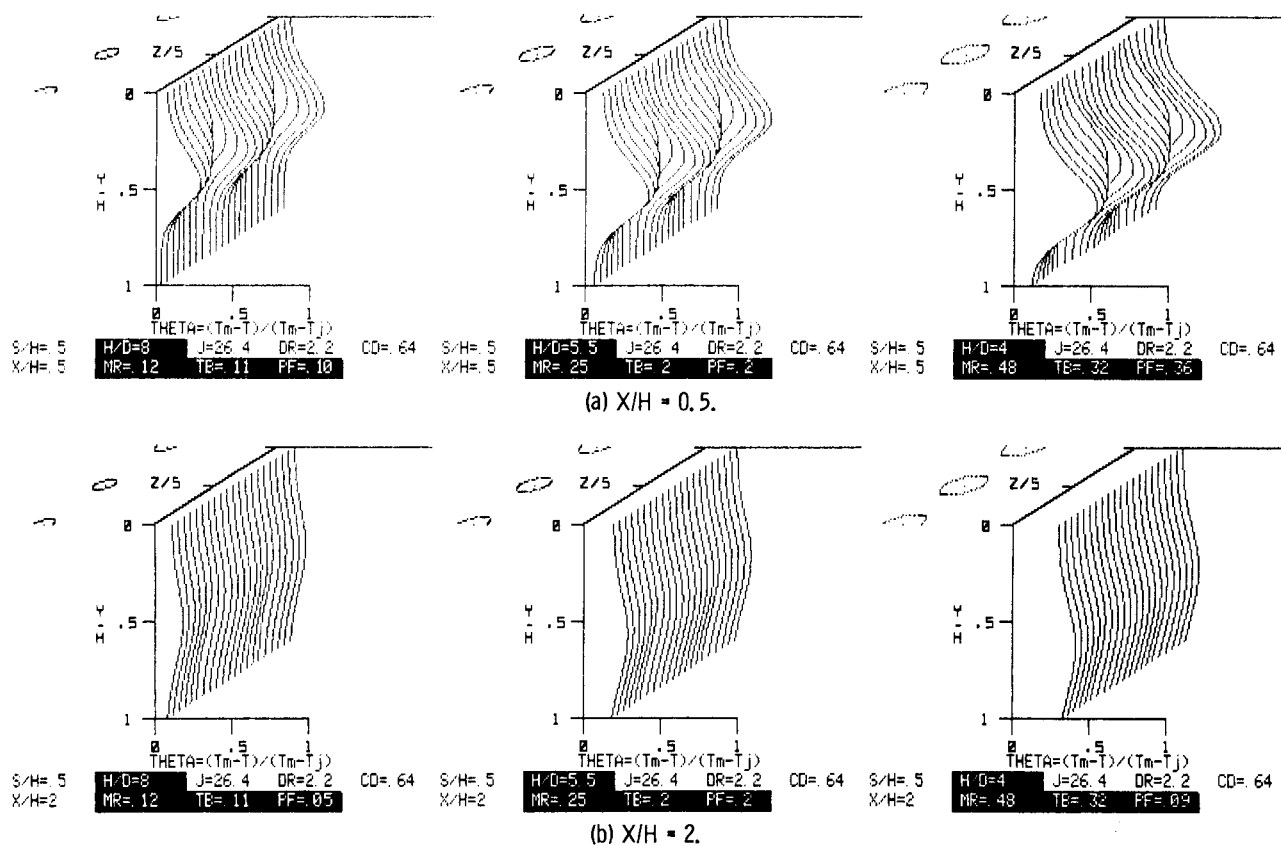 Z/S
Z/S
Z/S
0
0
0
Y
-
H
.5
Y
-
H
.5
Y
-
H
.5
1
1
1
0 .5 1
0 .5 1
0 .5 1
THETA=(Tm-T)/(Tm-Tj)
THETA=(Tm-T)/(Tm-Tj)
THETA=(Tm-T)/(Tm-Tj)
S/H=.5 H/D=8 J=26.4 DR=2.2 CD=.64
X/H=.5 MR=.12 TB=.11 PF=.10
S/H=.5 H/D=5.5 J=26.4 DR=2.2 CD=.64
X/H=.5 MR=.25 TB=.2 PF=.2
S/H=.5 H/D=4 J=26.4 DR=2.2 CD=.64
X/H=.5 MR=.48 TB=.32 PF=.36
(a) X/H = 0.5.
Z/S
Z/S
Z/S
0
0
0
Y
-
H
.5
Y
-
H
.5
Y
-
H
.5
1
1
1
0 .5 1
0 .5 1
0 .5 1
THETA=(Tm-T)/(Tm-Tj)
THETA=(Tm-T)/(Tm-Tj)
THETA=(Tm-T)/(Tm-Tj)
S/H=.5 H/D=8 J=26.4 DR=2.2 CD=.64
X/H=2 MR=.12 TB=.11 PF=.05
S/H=.5 H/D=5.5 J=26.4 DR=2.2 CD=.64
X/H=2 MR=.25 TB=.2 PF=.2
S/H=.5 H/D=4 J=26.4 DR=2.2 CD=.64
X/H=2 MR=.48 TB=.32 PF=.09
(b) X/H = 2.